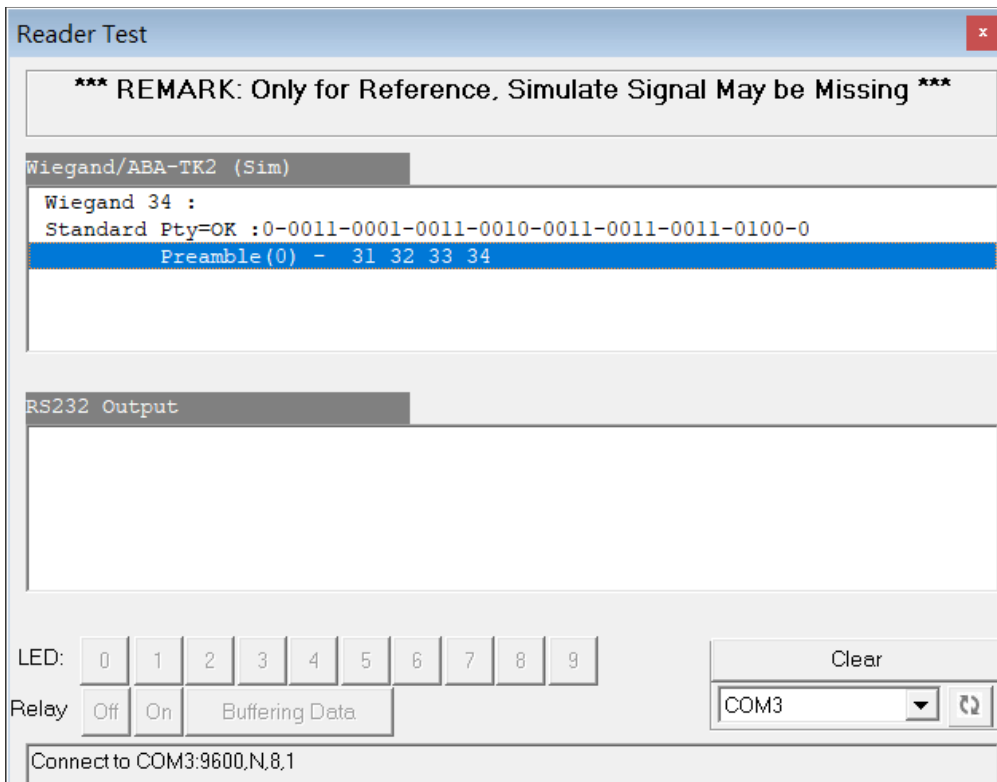 Reader Test
x
*** REMARK: Only for Reference, Simulate Signal May be Missing ***
Wiegand/ABA-TK2 (Sim)
Wiegand 34 :
Standard Pty=OK :0-0011-0001-0011-0010-0011-0011-0011-0100-0
Preamble(0) - 31 32 33 34
RS232 Output
LED: 0 1 2 3 4 5 6 7 8 9
Clear
Relay Off On Buffering Data
COM3
Connect to COM3:9600,N,8,1